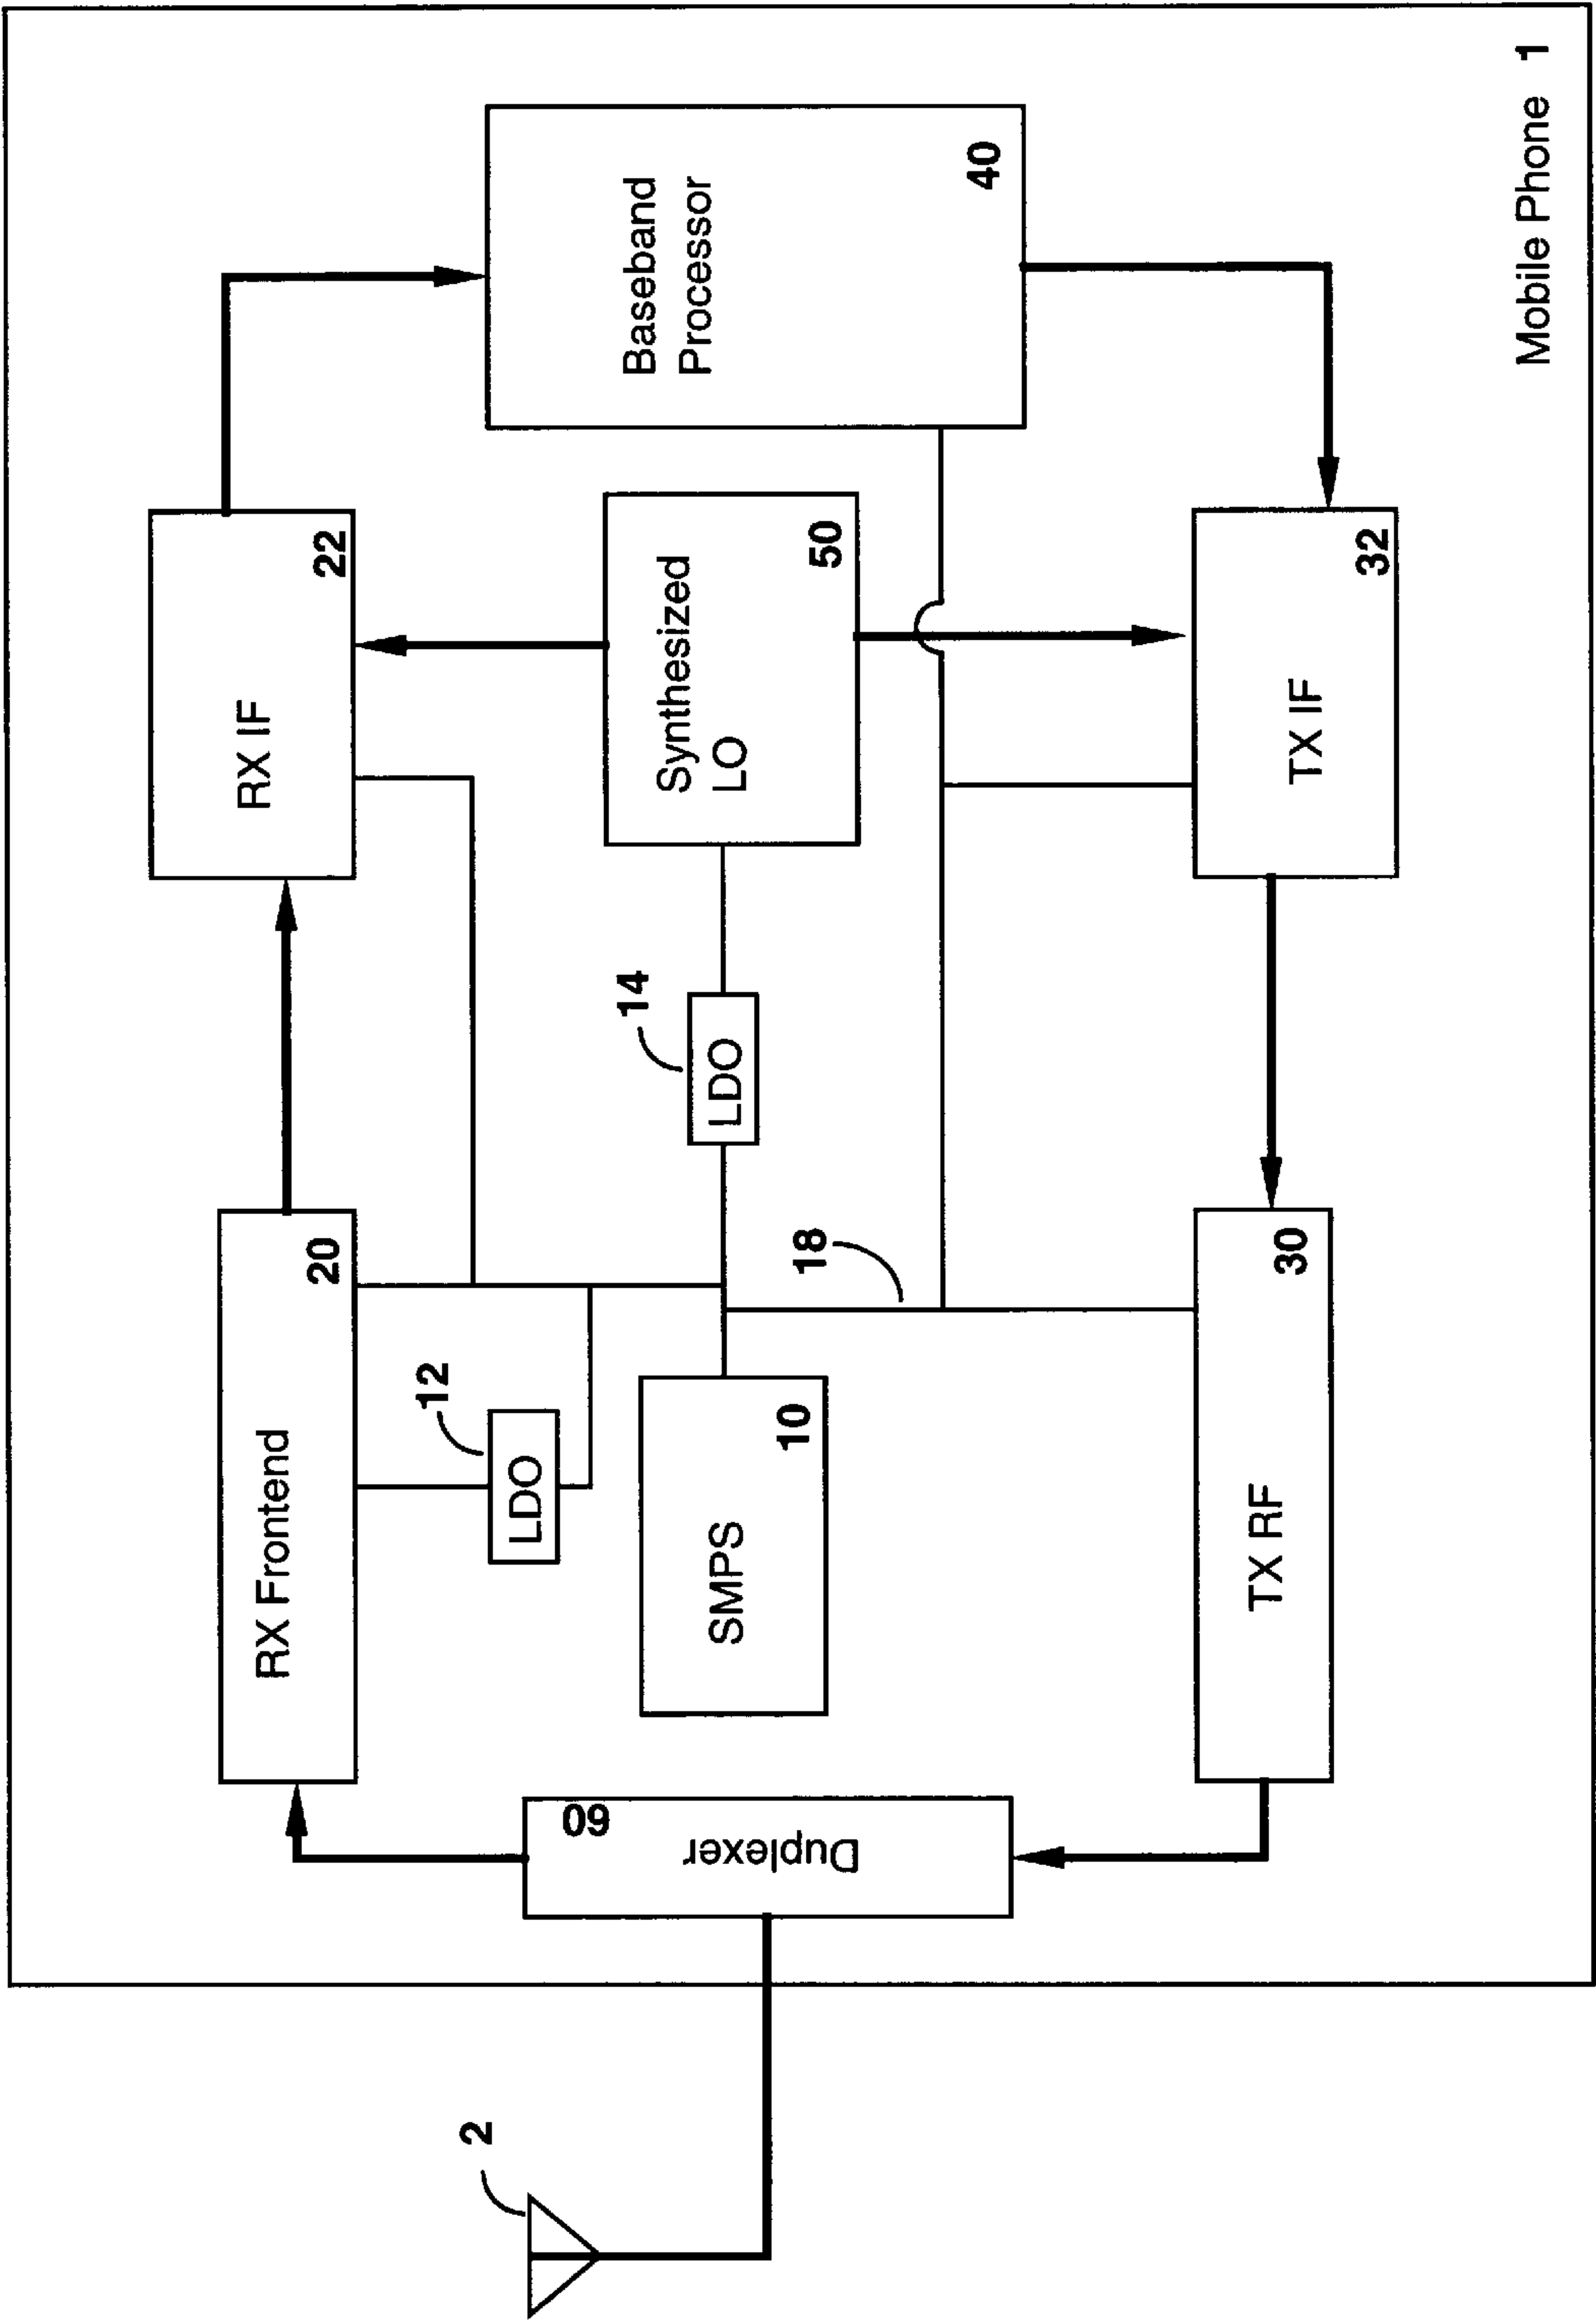 RX Frontend
20
RX IF
22
12
LDO
2
Duplexer
60
SMPS
10
14
LDO
Synthesized
LO
50
Baseband
Processor
40
18
TX RF
30
TX IF
32
Mobile Phone 1